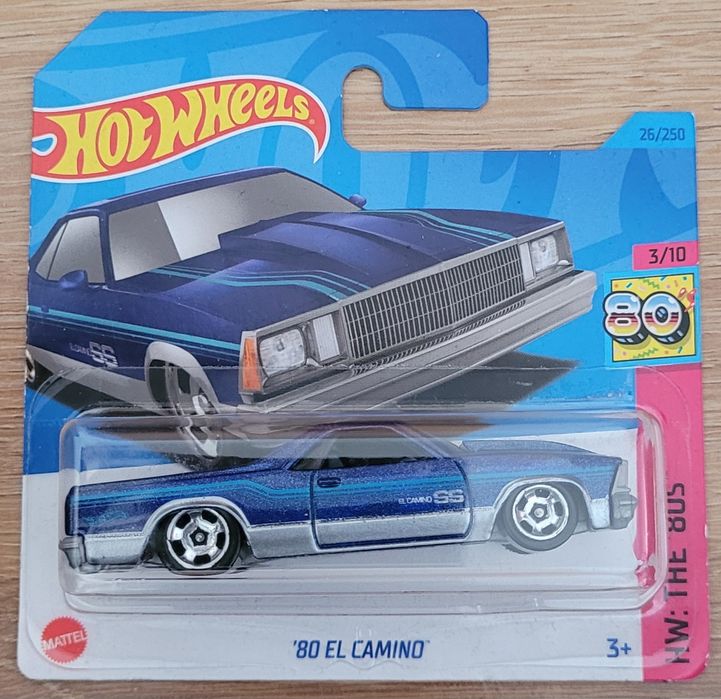 HOT WHEELS
26/250
3/10
80
EL CAMINO SS
EL CAMINO SS
HW: THE '80S
MATTEL
'80 EL CAMINO™
3+